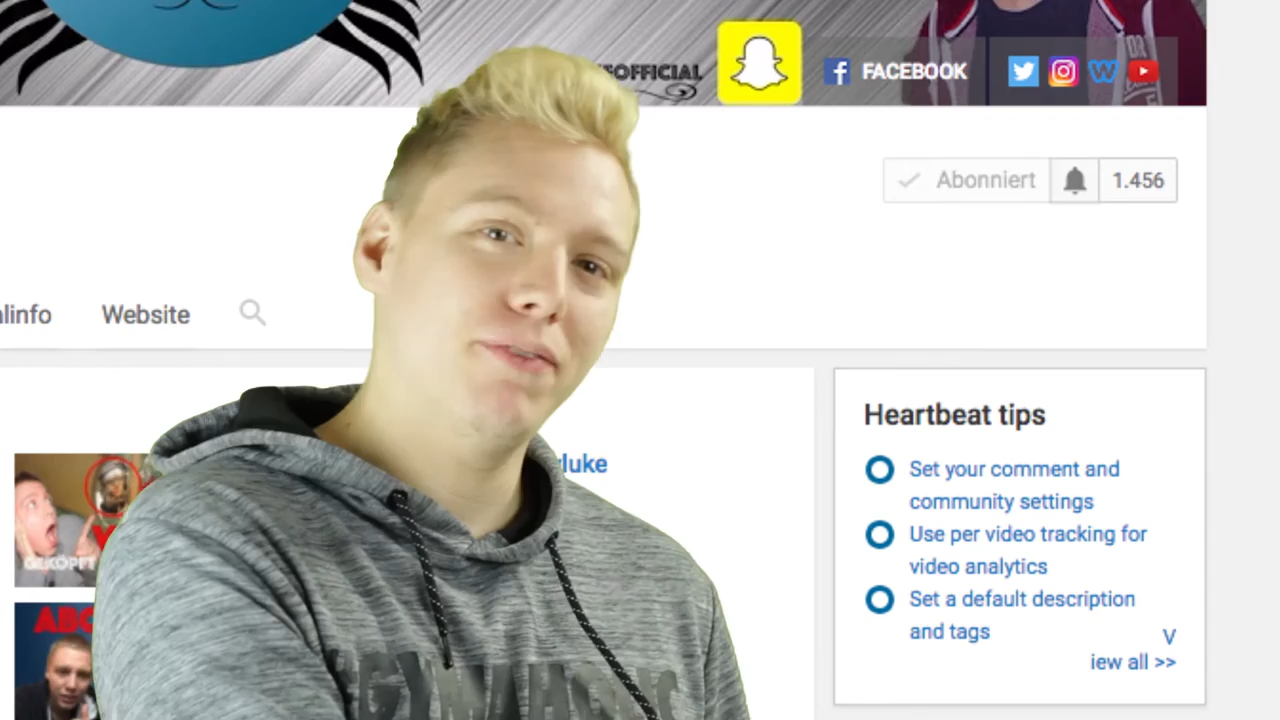 OFFICIAL
FACEBOOK
Abonniert
1.456
Website
luke
GEKÖPFT
Heartbeat tips
Set your comment and
community settings
Use per video tracking for
video analytics
Set a default description
and tags
V
iew all >>